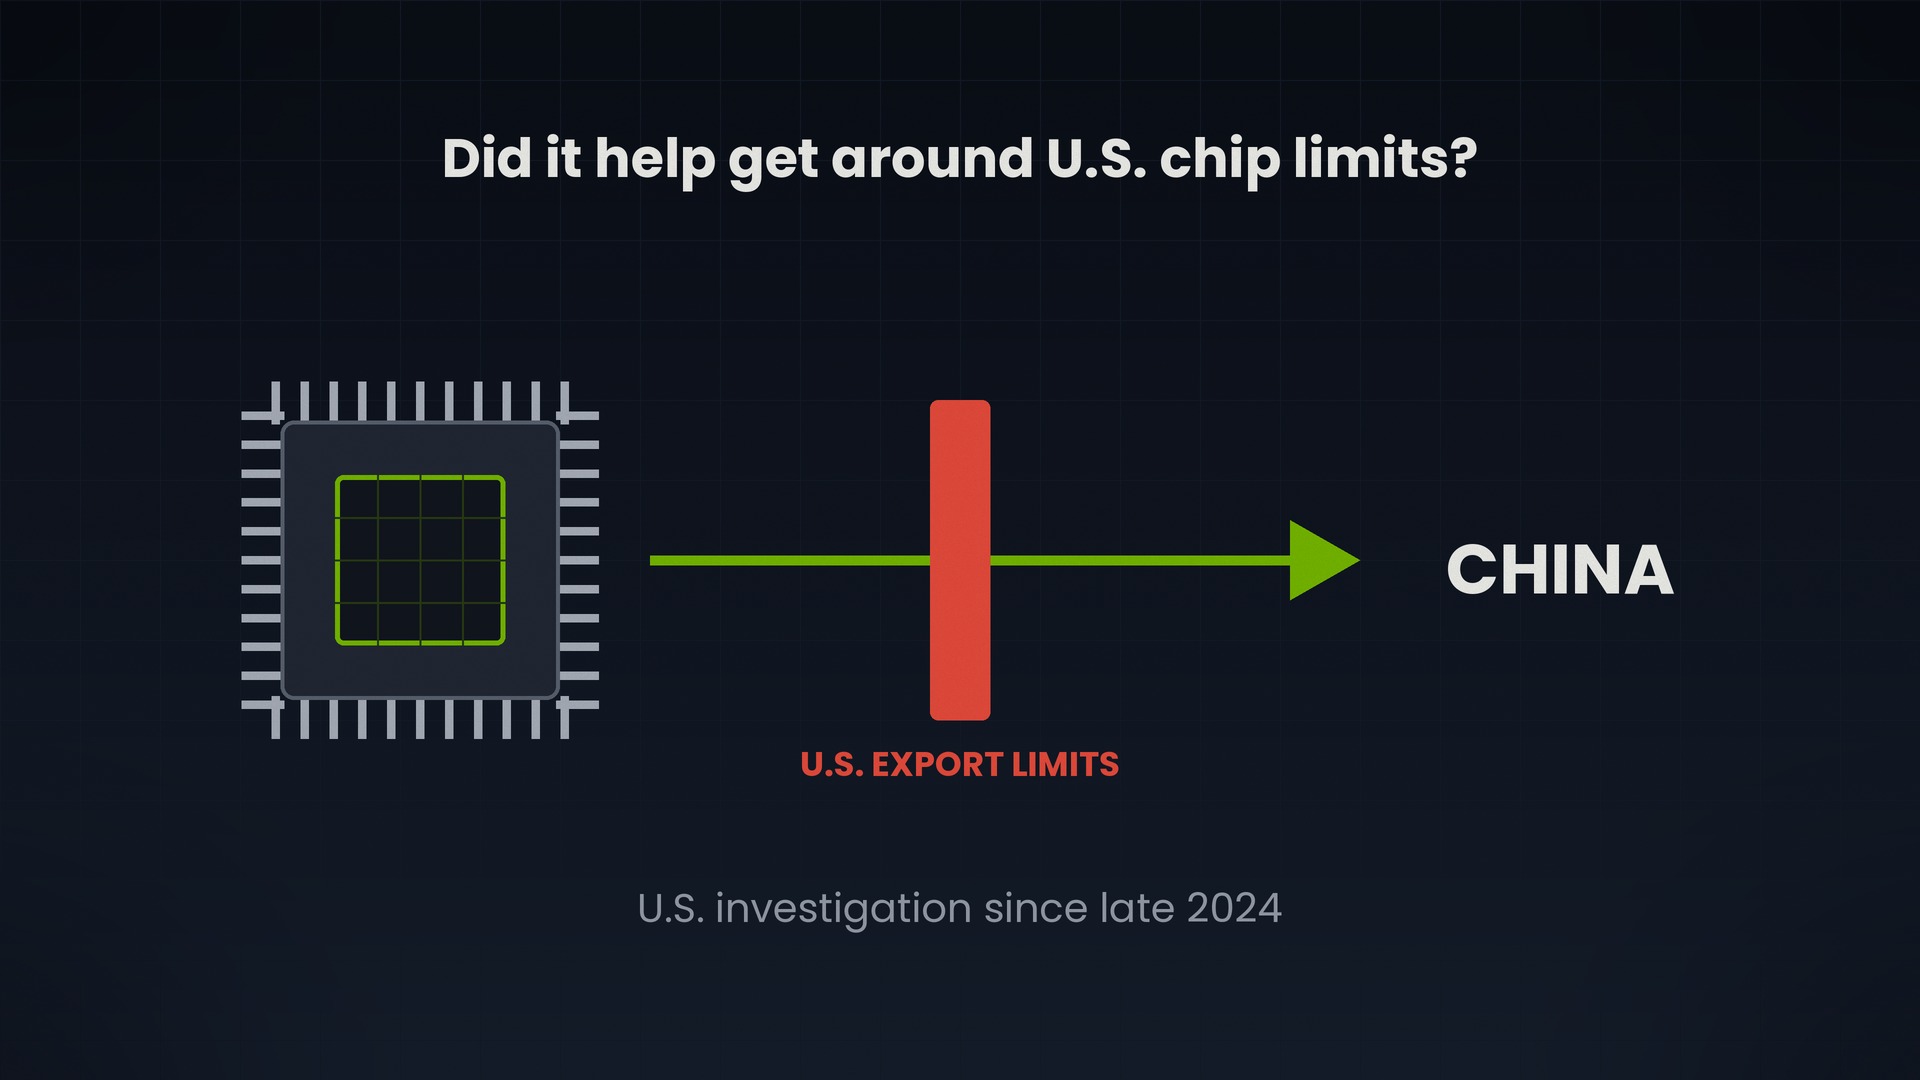 Did it help get around U.S. chip limits?
CHINA
U.S. EXPORT LIMITS
U.S. investigation since late 2024